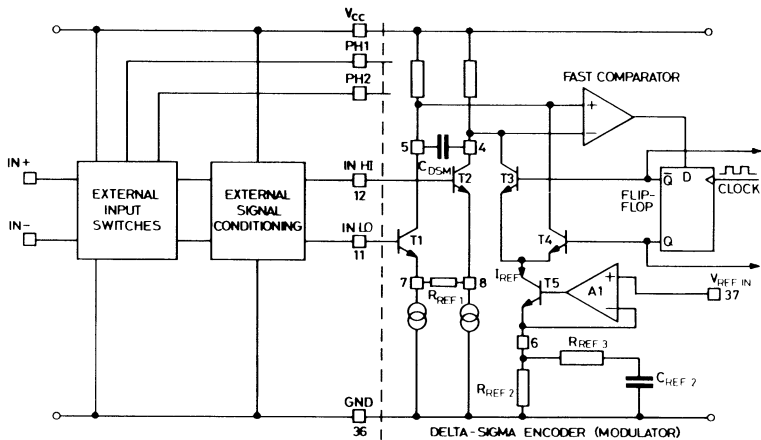 VCC
PH1
PH2
FAST COMPARATOR
+
−
5
4
CDSM
IN+
IN HI
12
T2
T3
Q̅
D
CLOCK
EXTERNAL
INPUT
SWITCHES
EXTERNAL
SIGNAL
CONDITIONING
FLIP-
FLOP
IN−
IN LO
11
T1
T4
Q
7
8
RREF 1
IREF
T5
A1
+
−
VREF IN
37
6
RREF 3
RREF 2
CREF 2
GND
36
DELTA-SIGMA ENCODER (MODULATOR)